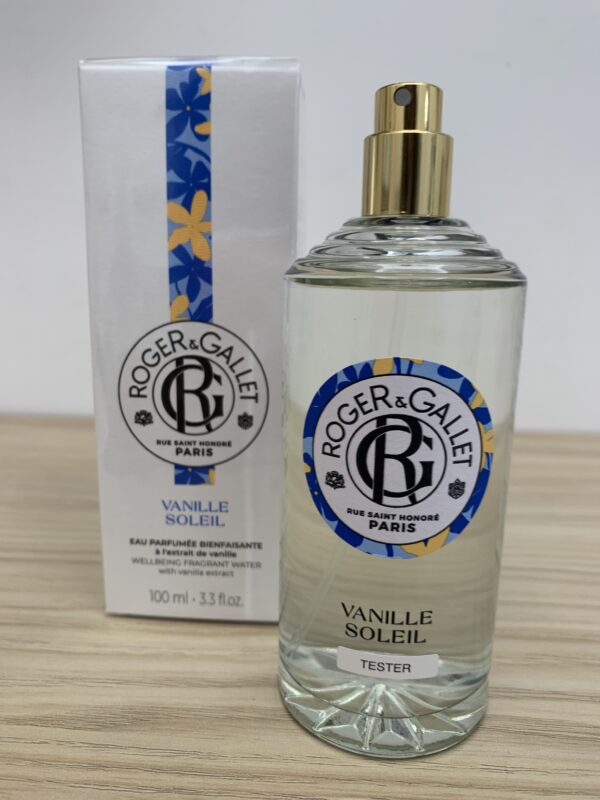 ROGER & GALLET
RG
RUE SAINT HONORÉ
PARIS
VANILLE
SOLEIL
EAU PARFUMÉE BIENFAISANTE
à l'extrait de vanille
WELLBEING FRAGRANT WATER
with vanilla extract
100 ml • 3.3 fl.oz.
ROGER & GALLET
RG
RUE SAINT HONORÉ
PARIS
VANILLE
SOLEIL
TESTER